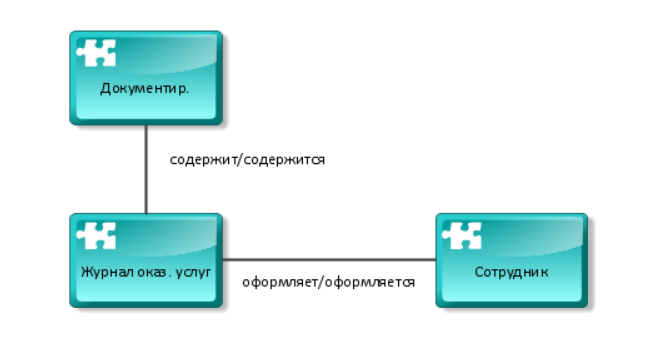 Документир.
содержит/содержится
Журнал оказ. услуг
Сотрудник
оформляет/оформляется